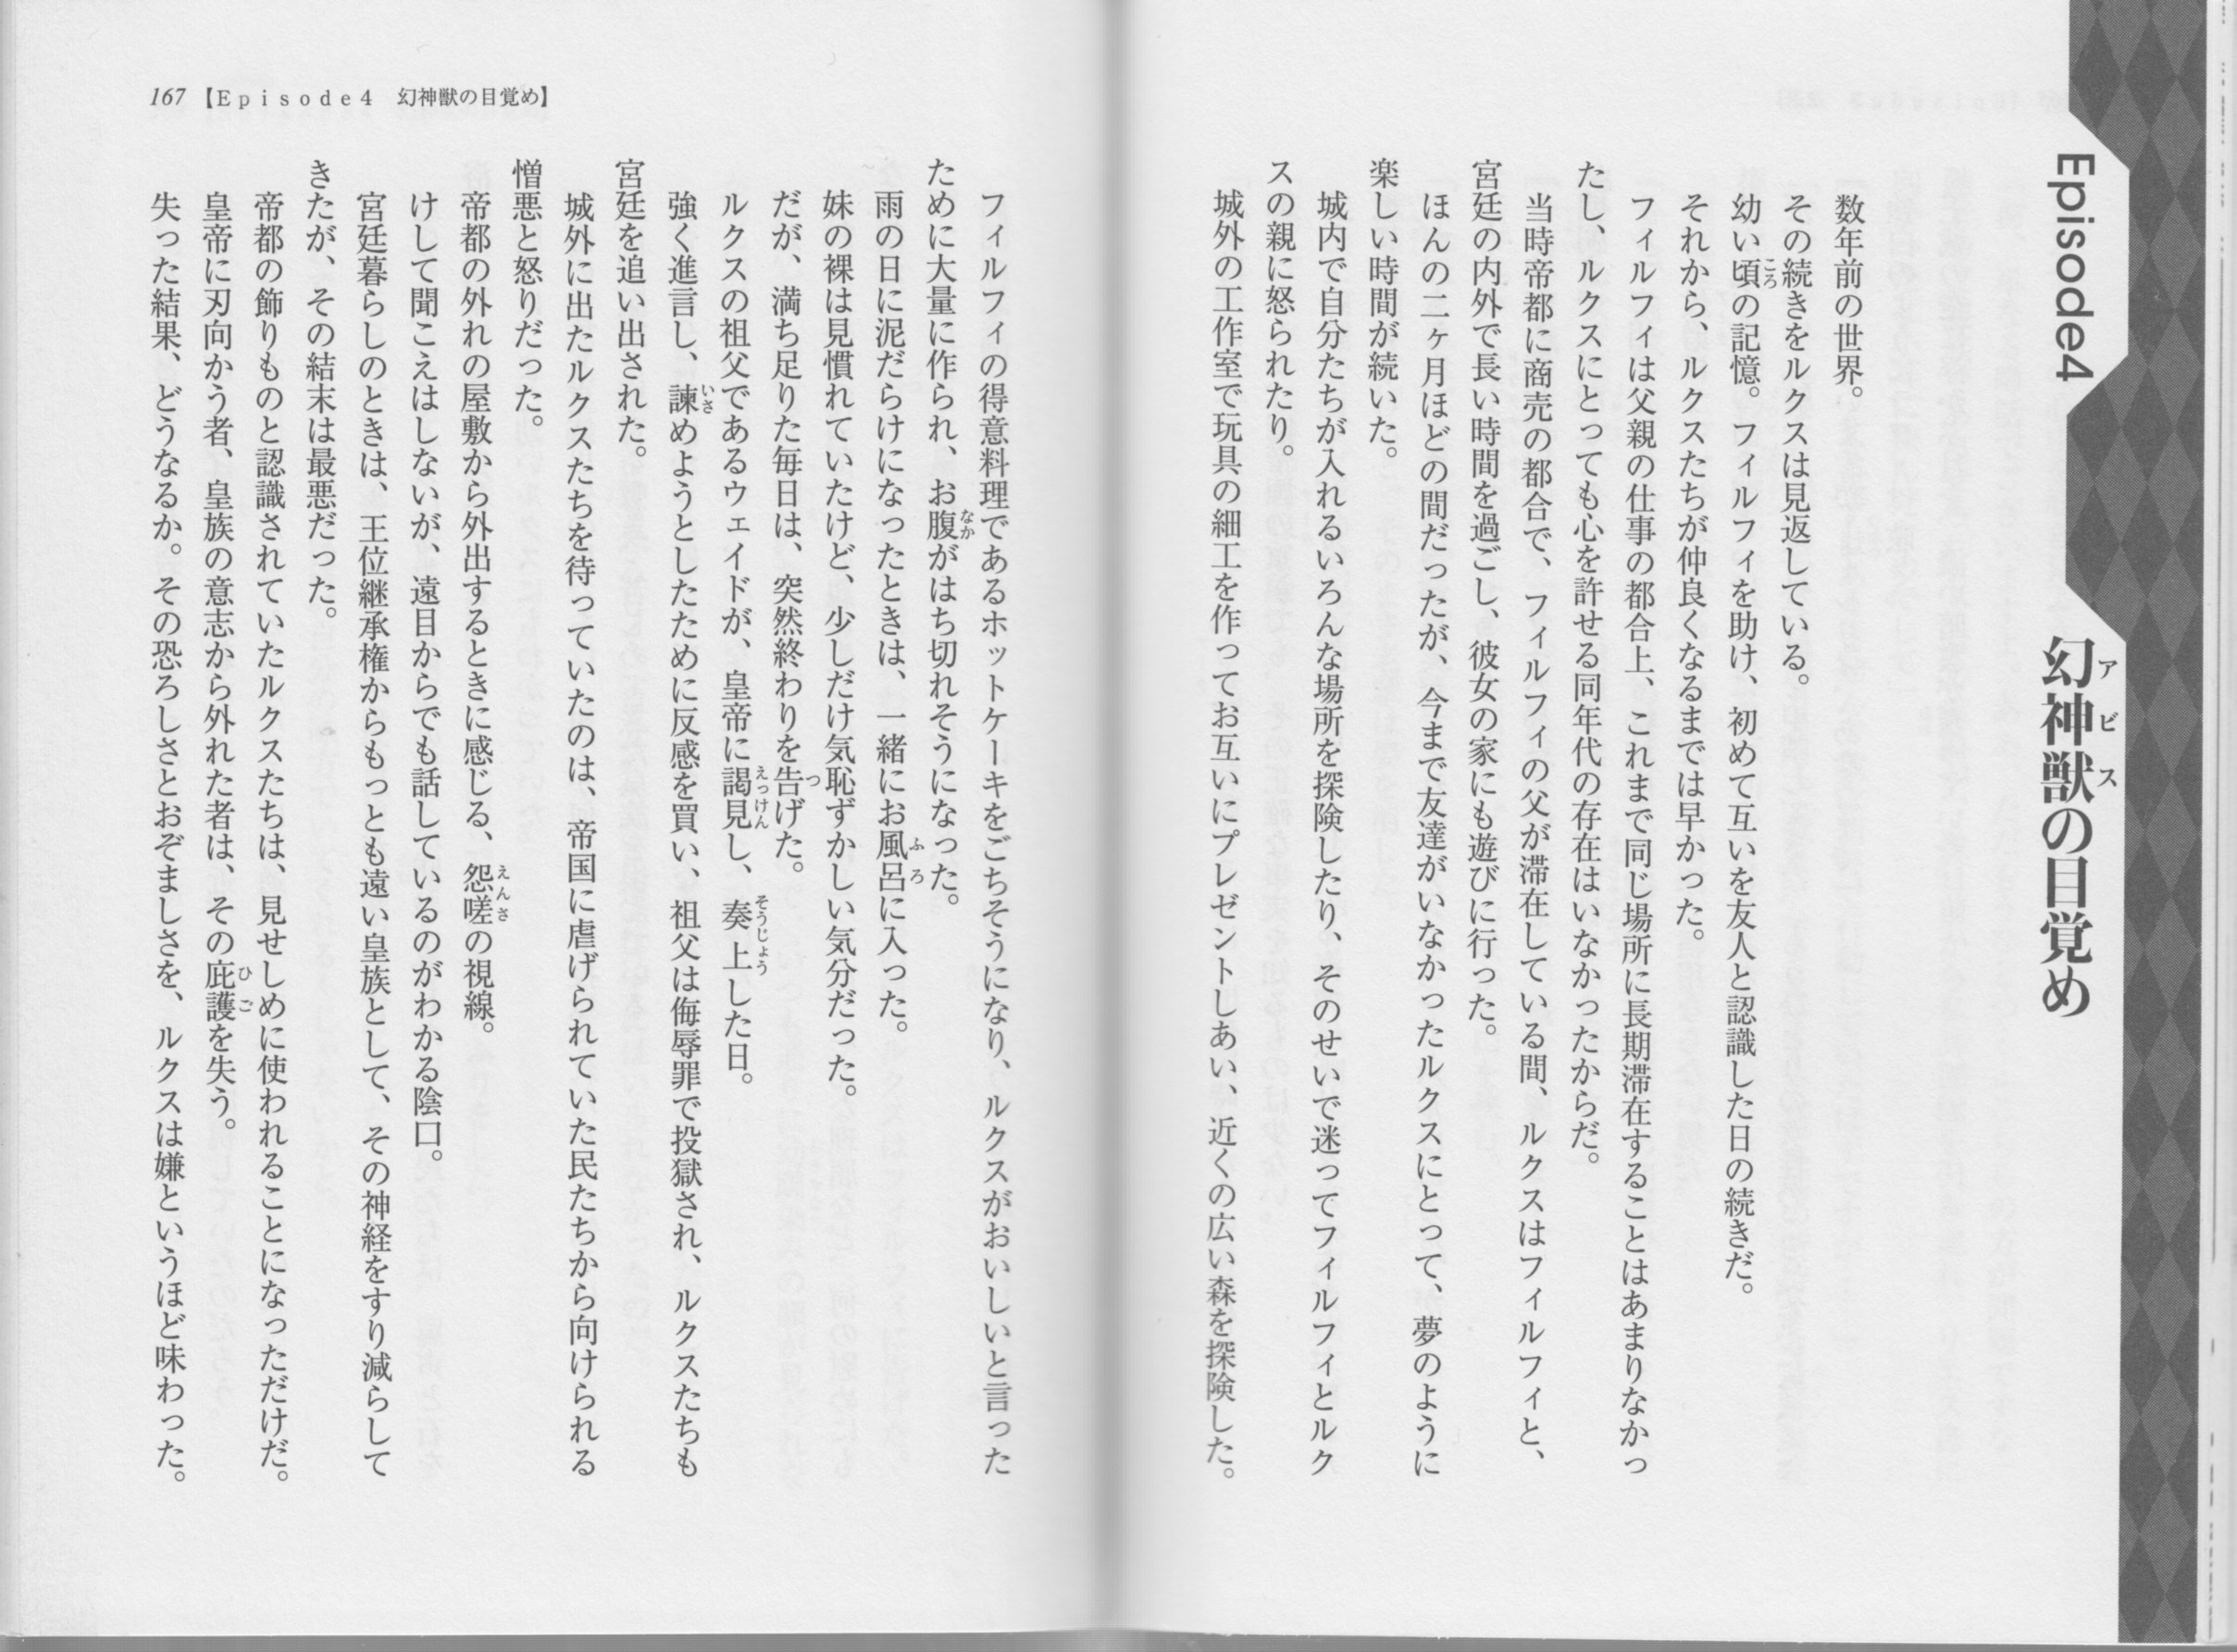 Episode4
幻神獣の目覚め
アビス
数年前の世界。
その続きをルクスは見返している。
幼い頃の記憶。フィルフィを助け、初めて互いを友人と認識した日の続きだ。
ころ
それから、ルクスたちが仲良くなるまでは早かった。
フィルフィは父親の仕事の都合上、これまで同じ場所に長期滞在することはあまりなかっ
たし、ルクスにとっても心を許せる同年代の存在はいなかったからだ。
当時帝都に商売の都合で、フィルフィの父が滞在している間、ルクスはフィルフィと、
宮廷の内外で長い時間を過ごし、彼女の家にも遊びに行った。
ほんの二ヶ月ほどの間だったが、今まで友達がいなかったルクスにとって、夢のように
楽しい時間が続いた。
城内で自分たちが入れるいろんな場所を探険したり、そのせいで迷ってフィルフィとルク
スの親に怒られたり。
城外の工作室で玩具の細工を作ってお互いにプレゼントしあい、近くの広い森を探険した。
167【Episode4 幻神獣の目覚め】
フィルフィの得意料理であるホットケーキをごちそうになり、ルクスがおいしいと言った
ために大量に作られ、お腹がはち切れそうになった。
なか
雨の日に泥だらけになったときは、一緒にお風呂に入った。
ふろ
妹の裸は見慣れていたけど、少しだけ気恥ずかしい気分だった。
だが、満ち足りた毎日は、突然終わりを告げた。
つ
ルクスの祖父であるウェイドが、皇帝に謁見し、奏上した日。
えっけん
そうじょう
強く進言し、諫めようとしたために反感を買い、祖父は侮辱罪で投獄され、ルクスたちも
いさ
宮廷を追い出された。
城外に出たルクスたちを待っていたのは、帝国に虐げられていた民たちから向けられる
憎悪と怒りだった。
帝都の外れの屋敷から外出するときに感じる、怨嗟の視線。
えんさ
けして聞こえはしないが、遠目からでも話しているのがわかる陰口。
宮廷暮らしのときは、王位継承権からもっとも遠い皇族として、その神経をすり減らして
きたが、その結末は最悪だった。
帝都の飾りものと認識されていたルクスたちは、見せしめに使われることになっただけだ。
皇帝に刃向かう者、皇族の意志から外れた者は、その庇護を失う。
ひご
失った結果、どうなるか。その恐ろしさとおぞましさを、ルクスは嫌というほど味わった。